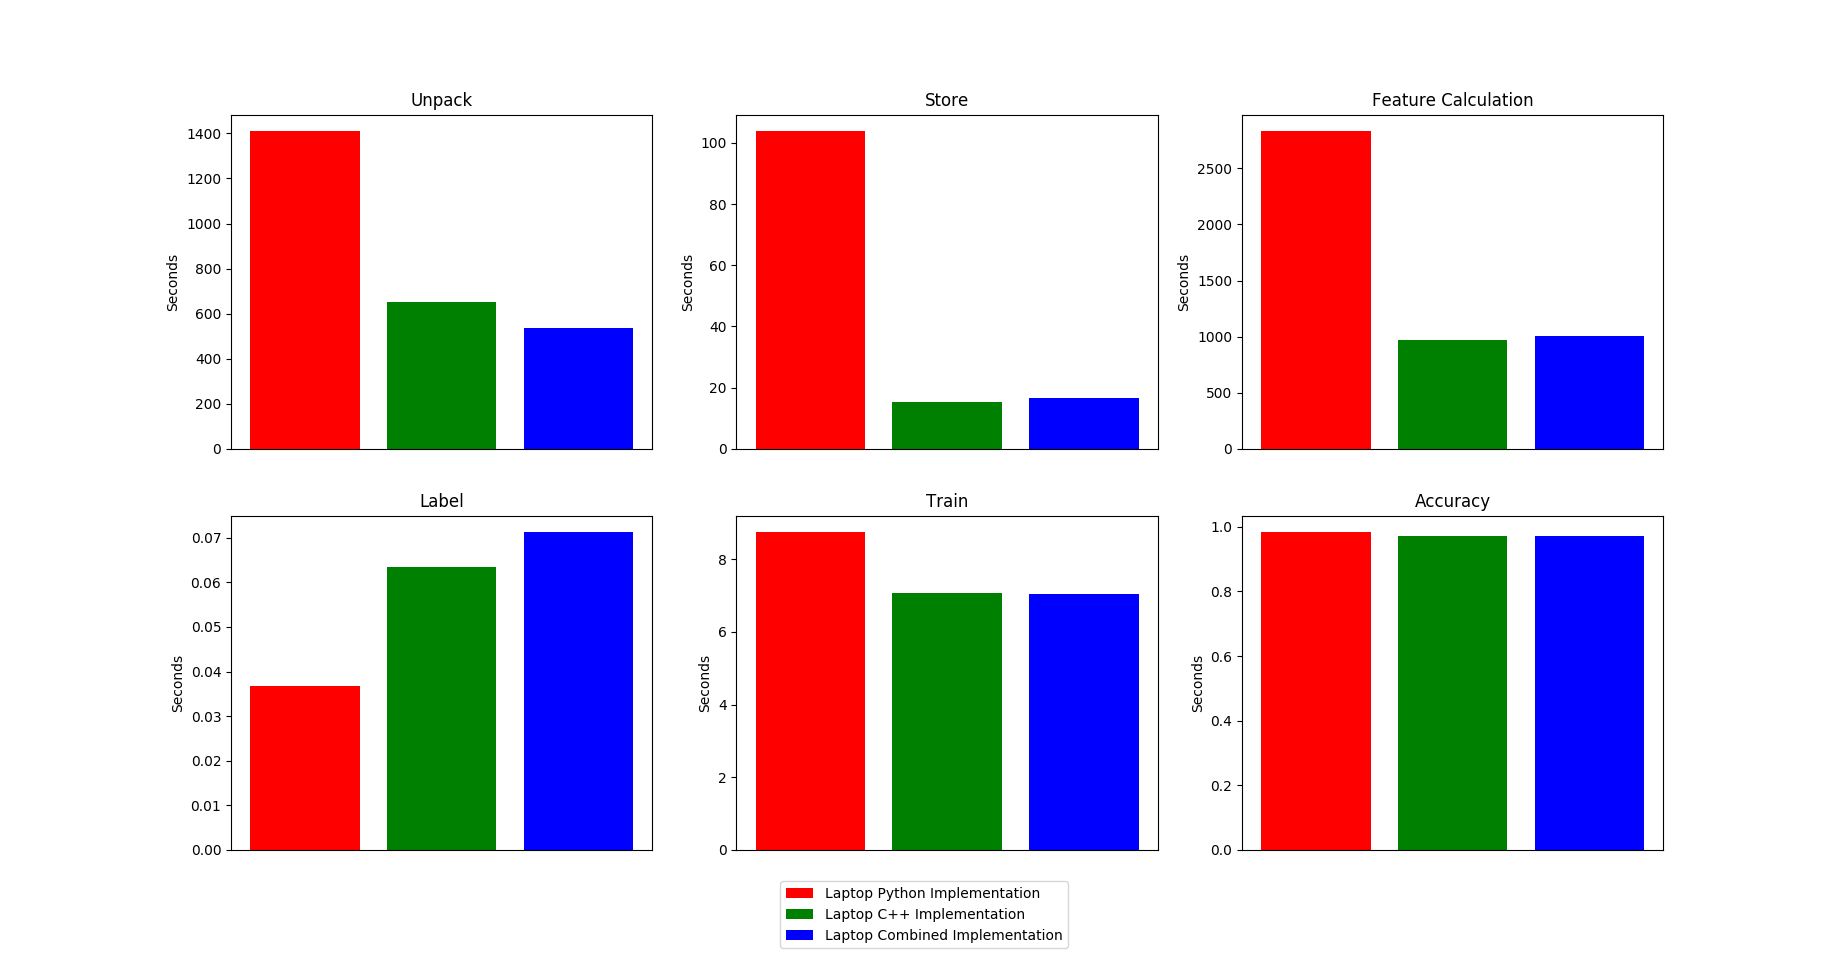 Unpack
1400
1200
1000
800
600
400
200
0
Seconds
Store
100
80
60
40
20
0
Seconds
Feature Calculation
2500
2000
1500
1000
500
0
Seconds
Label
0.07
0.06
0.05
0.04
0.03
0.02
0.01
0.00
Seconds
Train
8
6
4
2
0
Seconds
Accuracy
1.0
0.8
0.6
0.4
0.2
0.0
Seconds
Laptop Python Implementation
Laptop C++ Implementation
Laptop Combined Implementation